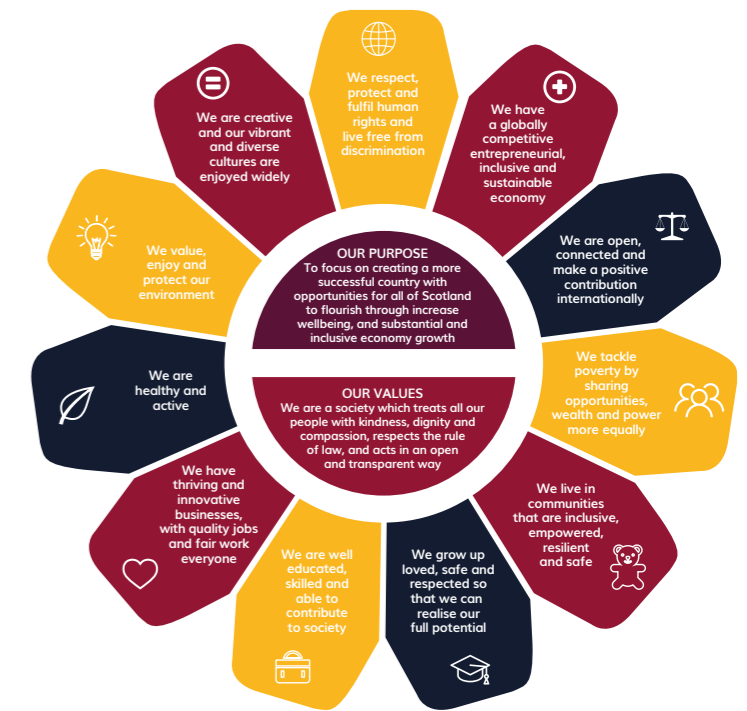 We respect,
protect and
fulfil human
rights and
live free from
discrimination
We have
a globally
competitive
entrepreneurial,
inclusive and
sustainable
economy
We are open,
connected and
make a positive
contribution
internationally
We tackle
poverty by
sharing
opportunities,
wealth and power
more equally
We live in
communities
that are inclusive,
empowered,
resilient
and safe
We grow up
loved, safe and
respected so
that we can
realise our
full potential
We are well
educated,
skilled and
able to
contribute
to society
We have
thriving and
innovative
businesses,
with quality jobs
and fair work
everyone
We are
healthy and
active
We value,
enjoy and
protect our
environment
We are creative
and our vibrant
and diverse
cultures are
enjoyed widely
OUR PURPOSE
To focus on creating a more
successful country with
opportunities for all of Scotland
to flourish through increase
wellbeing, and substantial and
inclusive economy growth
OUR VALUES
We are a society which treats all our
people with kindness, dignity and
compassion, respects the rule
of law, and acts in an open
and transparent way